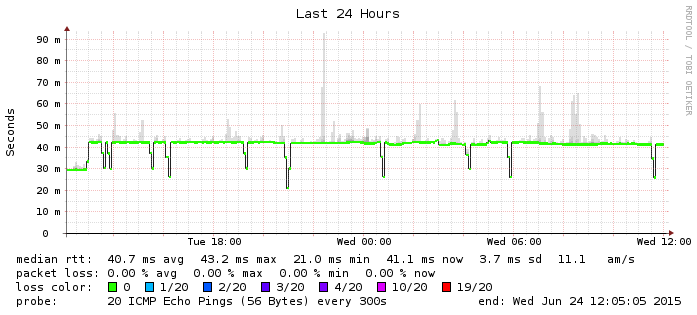 Last 24 Hours
RRDTOOL / TOBI OETIKER
Seconds
90 m
80 m
70 m
60 m
50 m
40 m
30 m
20 m
10 m
0
Tue 18:00 Wed 00:00 Wed 06:00 Wed 12:00
median rtt: 40.7 ms avg 43.2 ms max 21.0 ms min 41.1 ms now 3.7 ms sd 11.1 am/s
packet loss: 0.00 % avg 0.00 % max 0.00 % min 0.00 % now
loss color: 0 1/20 2/20 3/20 4/20 10/20 19/20
probe: 20 ICMP Echo Pings (56 Bytes) every 300s end: Wed Jun 24 12:05:05 2015